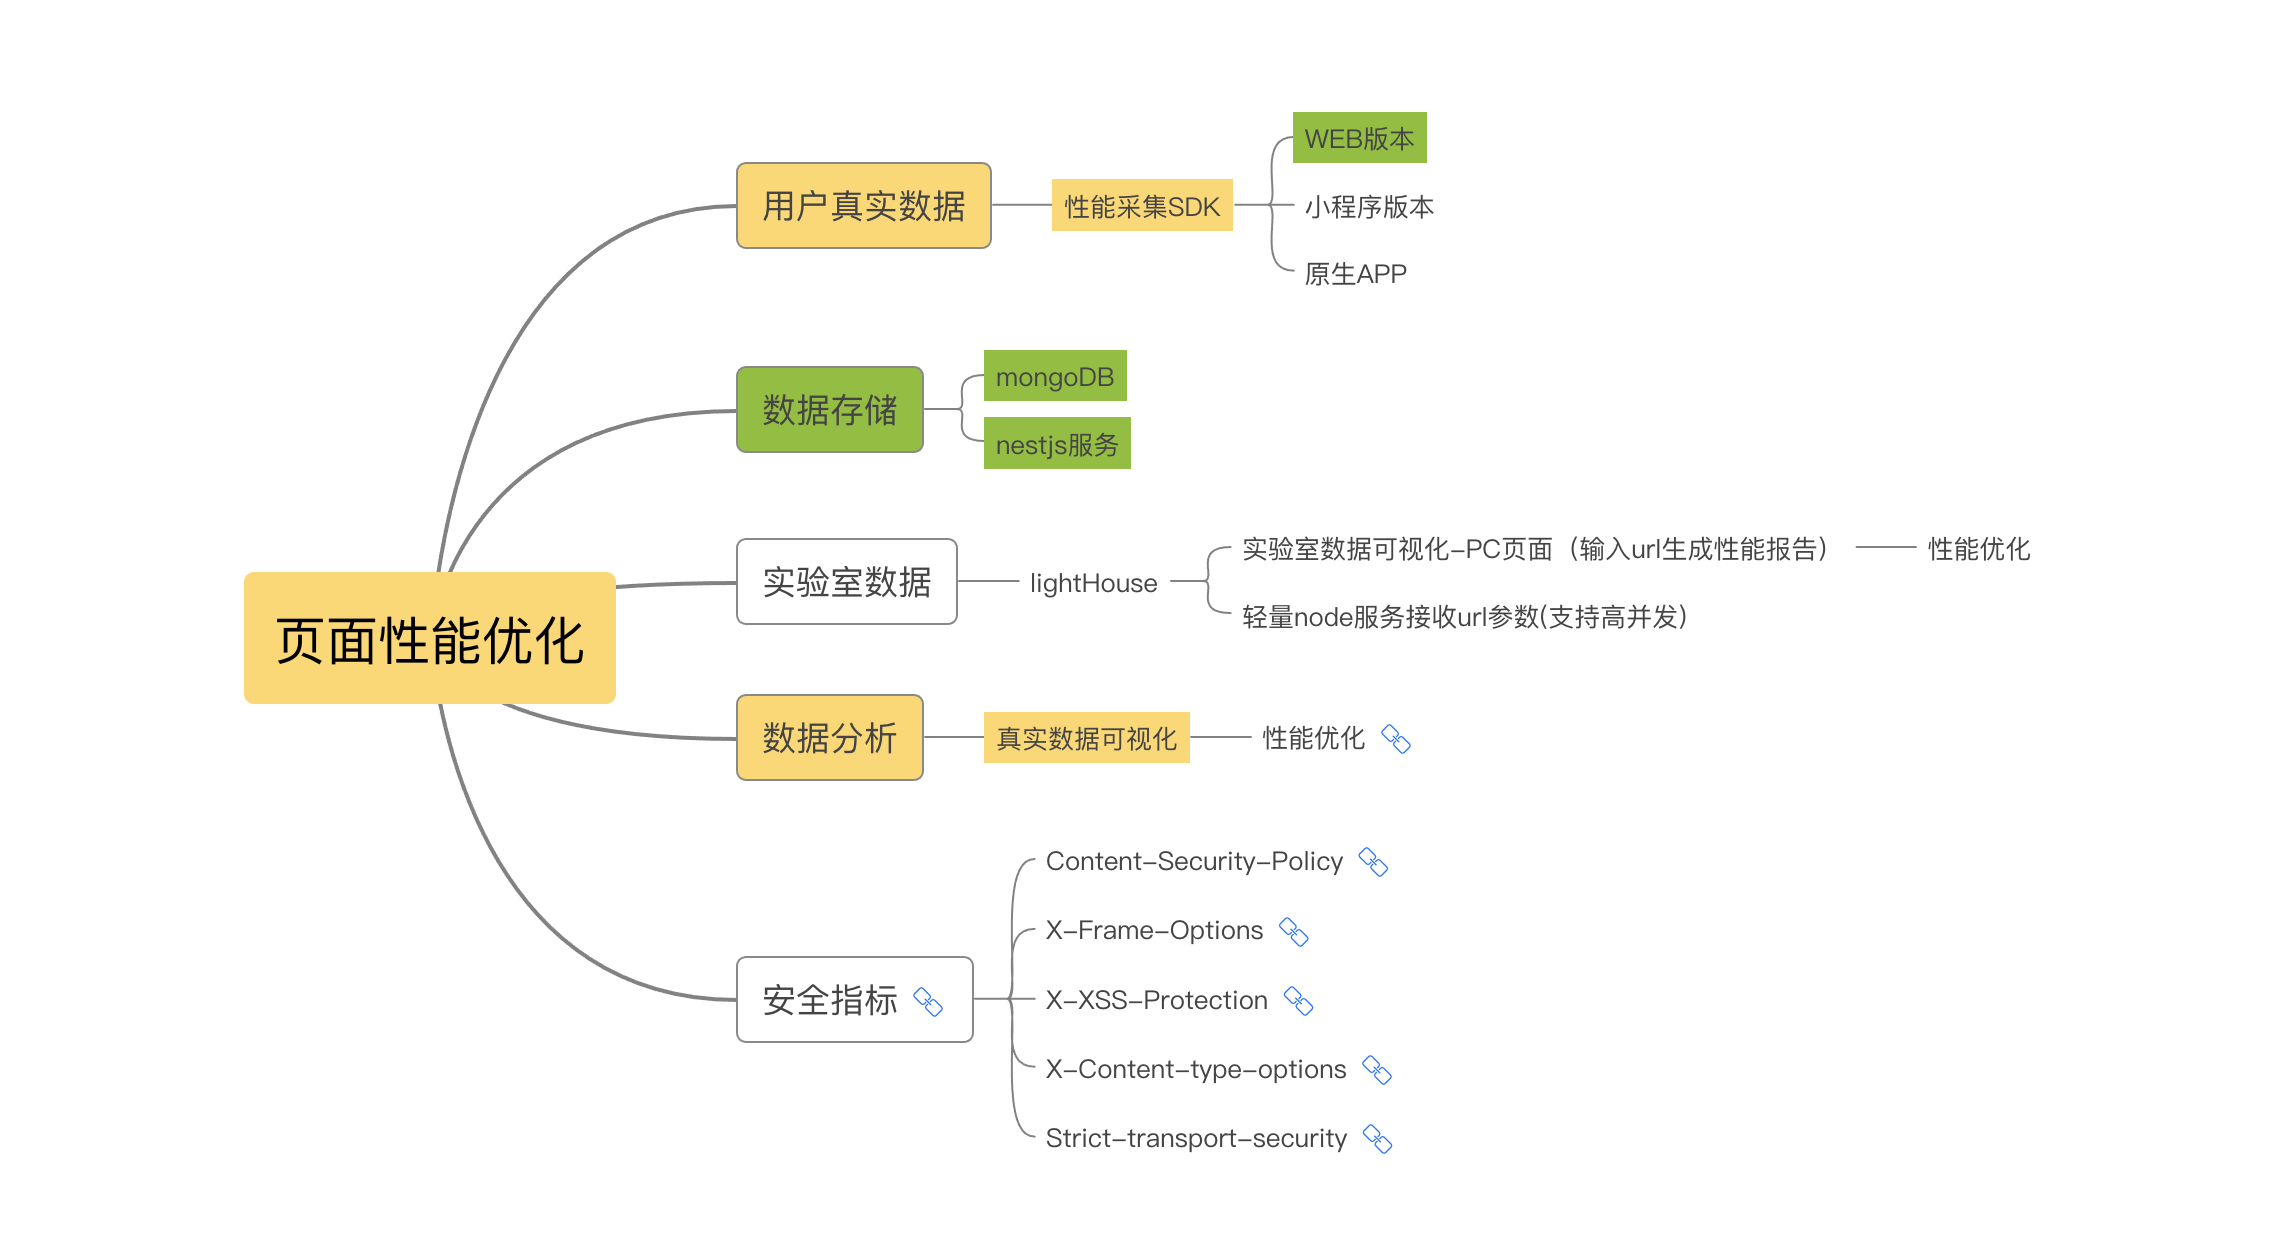 页面性能优化
用户真实数据
性能采集SDK
WEB版本
小程序版本
原生APP
数据存储
mongoDB
nestjs服务
实验室数据
lightHouse
实验室数据可视化-PC页面（输入url生成性能报告）
性能优化
轻量node服务接收url参数(支持高并发)
数据分析
真实数据可视化
性能优化
安全指标
Content-Security-Policy
X-Frame-Options
X-XSS-Protection
X-Content-type-options
Strict-transport-security